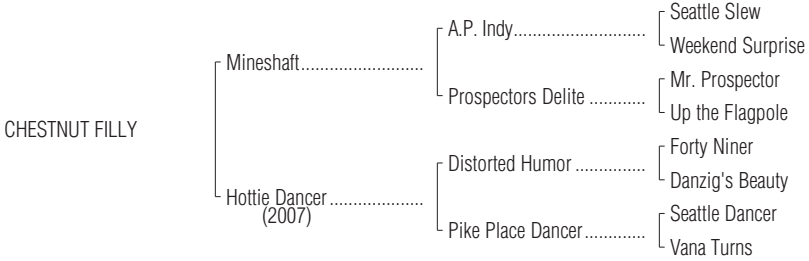 Seattle Slew
A.P. Indy..........................
Weekend Surprise
Mineshaft........................
Mr. Prospector
Prospectors Delite ...........
Up the Flagpole
CHESTNUT FILLY
Forty Niner
Distorted Humor ..............
Danzig's Beauty
Hottie Dancer ..................
(2007)
Seattle Dancer
Pike Place Dancer............
Vana Turns